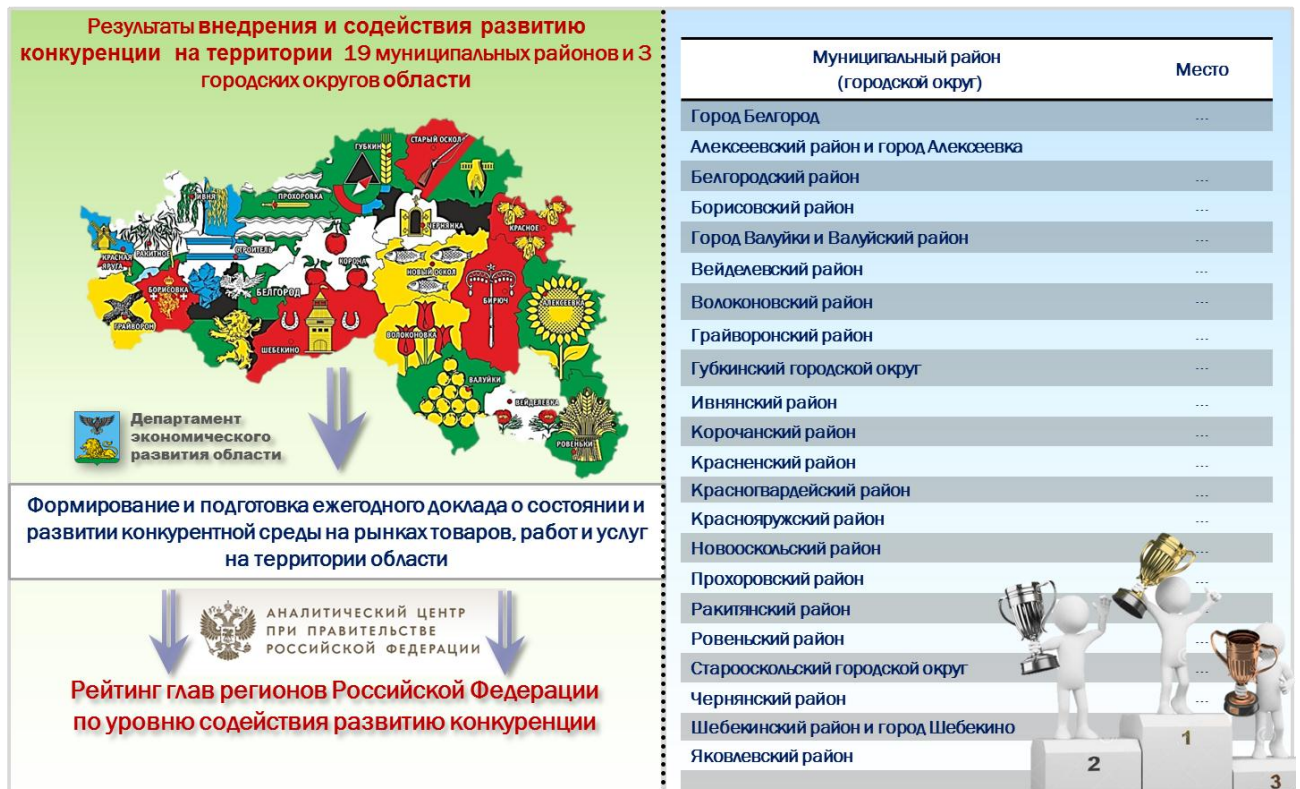 Результаты внедрения и содействия развитию
конкуренции на территории 19 муниципальных районов и 3
городских округов области
ГУБКИН
СТАРЫЙ ОСКОЛ
ИВНЯ
ПРОХОРОВКА
ЧЕРНЯНКА
КРАСНОЕ
КРАСНАЯ
ЯРУГА
РАКИТНОЕ
СТРОИТЕЛЬ
КОРОЧА
НОВЫЙ ОСКОЛ
БОРИСОВКА
БЕЛГОРОД
БИРЮЧ
АЛЕКСЕЕВКА
ГРАЙВОРОН
ШЕБЕКИНО
ВОЛОКОНОВКА
ВАЛУЙКИ
ВЕЙДЕЛЕВКА
РОВЕНЬКИ
Департамент
экономического
развития области
Формирование и подготовка ежегодного доклада о состоянии и
развитии конкурентной среды на рынках товаров, работ и услуг
на территории области
АНАЛИТИЧЕСКИЙ ЦЕНТР
ПРИ ПРАВИТЕЛЬСТВЕ
РОССИЙСКОЙ ФЕДЕРАЦИИ
Рейтинг глав регионов Российской Федерации
по уровню содействия развитию конкуренции
Муниципальный район
(городской округ)
Место
Город Белгород ...
Алексеевский район и город Алексеевка ...
Белгородский район ...
Борисовский район ...
Город Валуйки и Валуйский район ...
Вейделевский район ...
Волоконовский район ...
Грайворонский район ...
Губкинский городской округ ...
Ивнянский район ...
Корочанский район ...
Красненский район ...
Красногвардейский район ...
Краснояружский район ...
Новооскольский район ...
Прохоровский район ...
Ракитянский район
Ровеньский район ...
Старооскольский городской округ ...
Чернянский район ...
Шебекинский район и город Шебекино
Яковлевский район
1
2
3